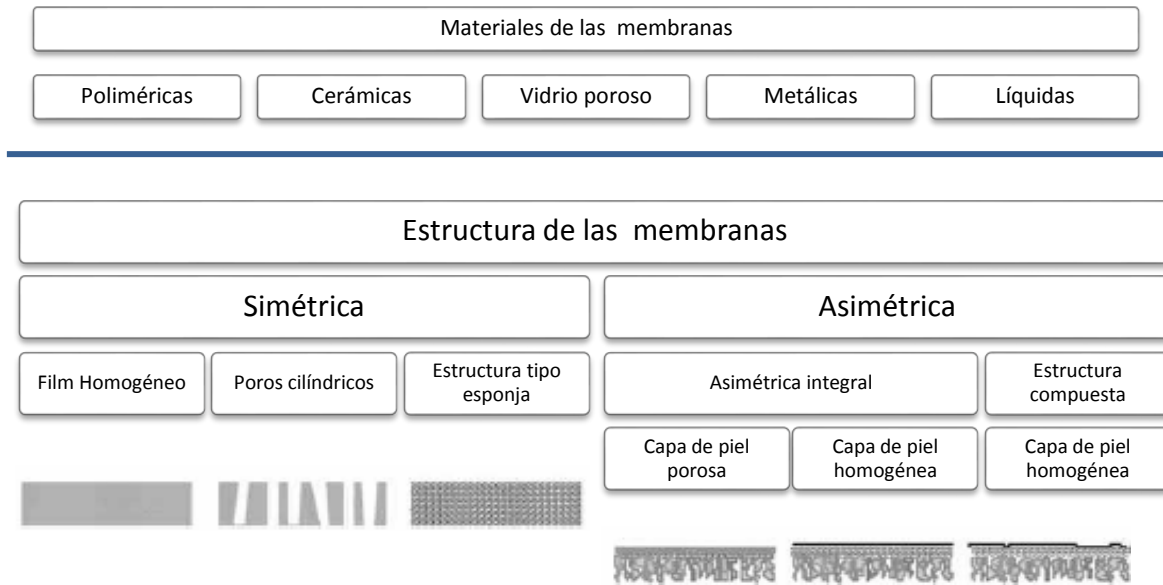 Materiales de las membranas
Poliméricas
Cerámicas
Vidrio poroso
Metálicas
Líquidas
Estructura de las membranas
Simétrica
Asimétrica
Film Homogéneo
Poros cilíndricos
Estructura tipo
esponja
Asimétrica integral
Estructura
compuesta
Capa de piel
porosa
Capa de piel
homogénea
Capa de piel
homogénea